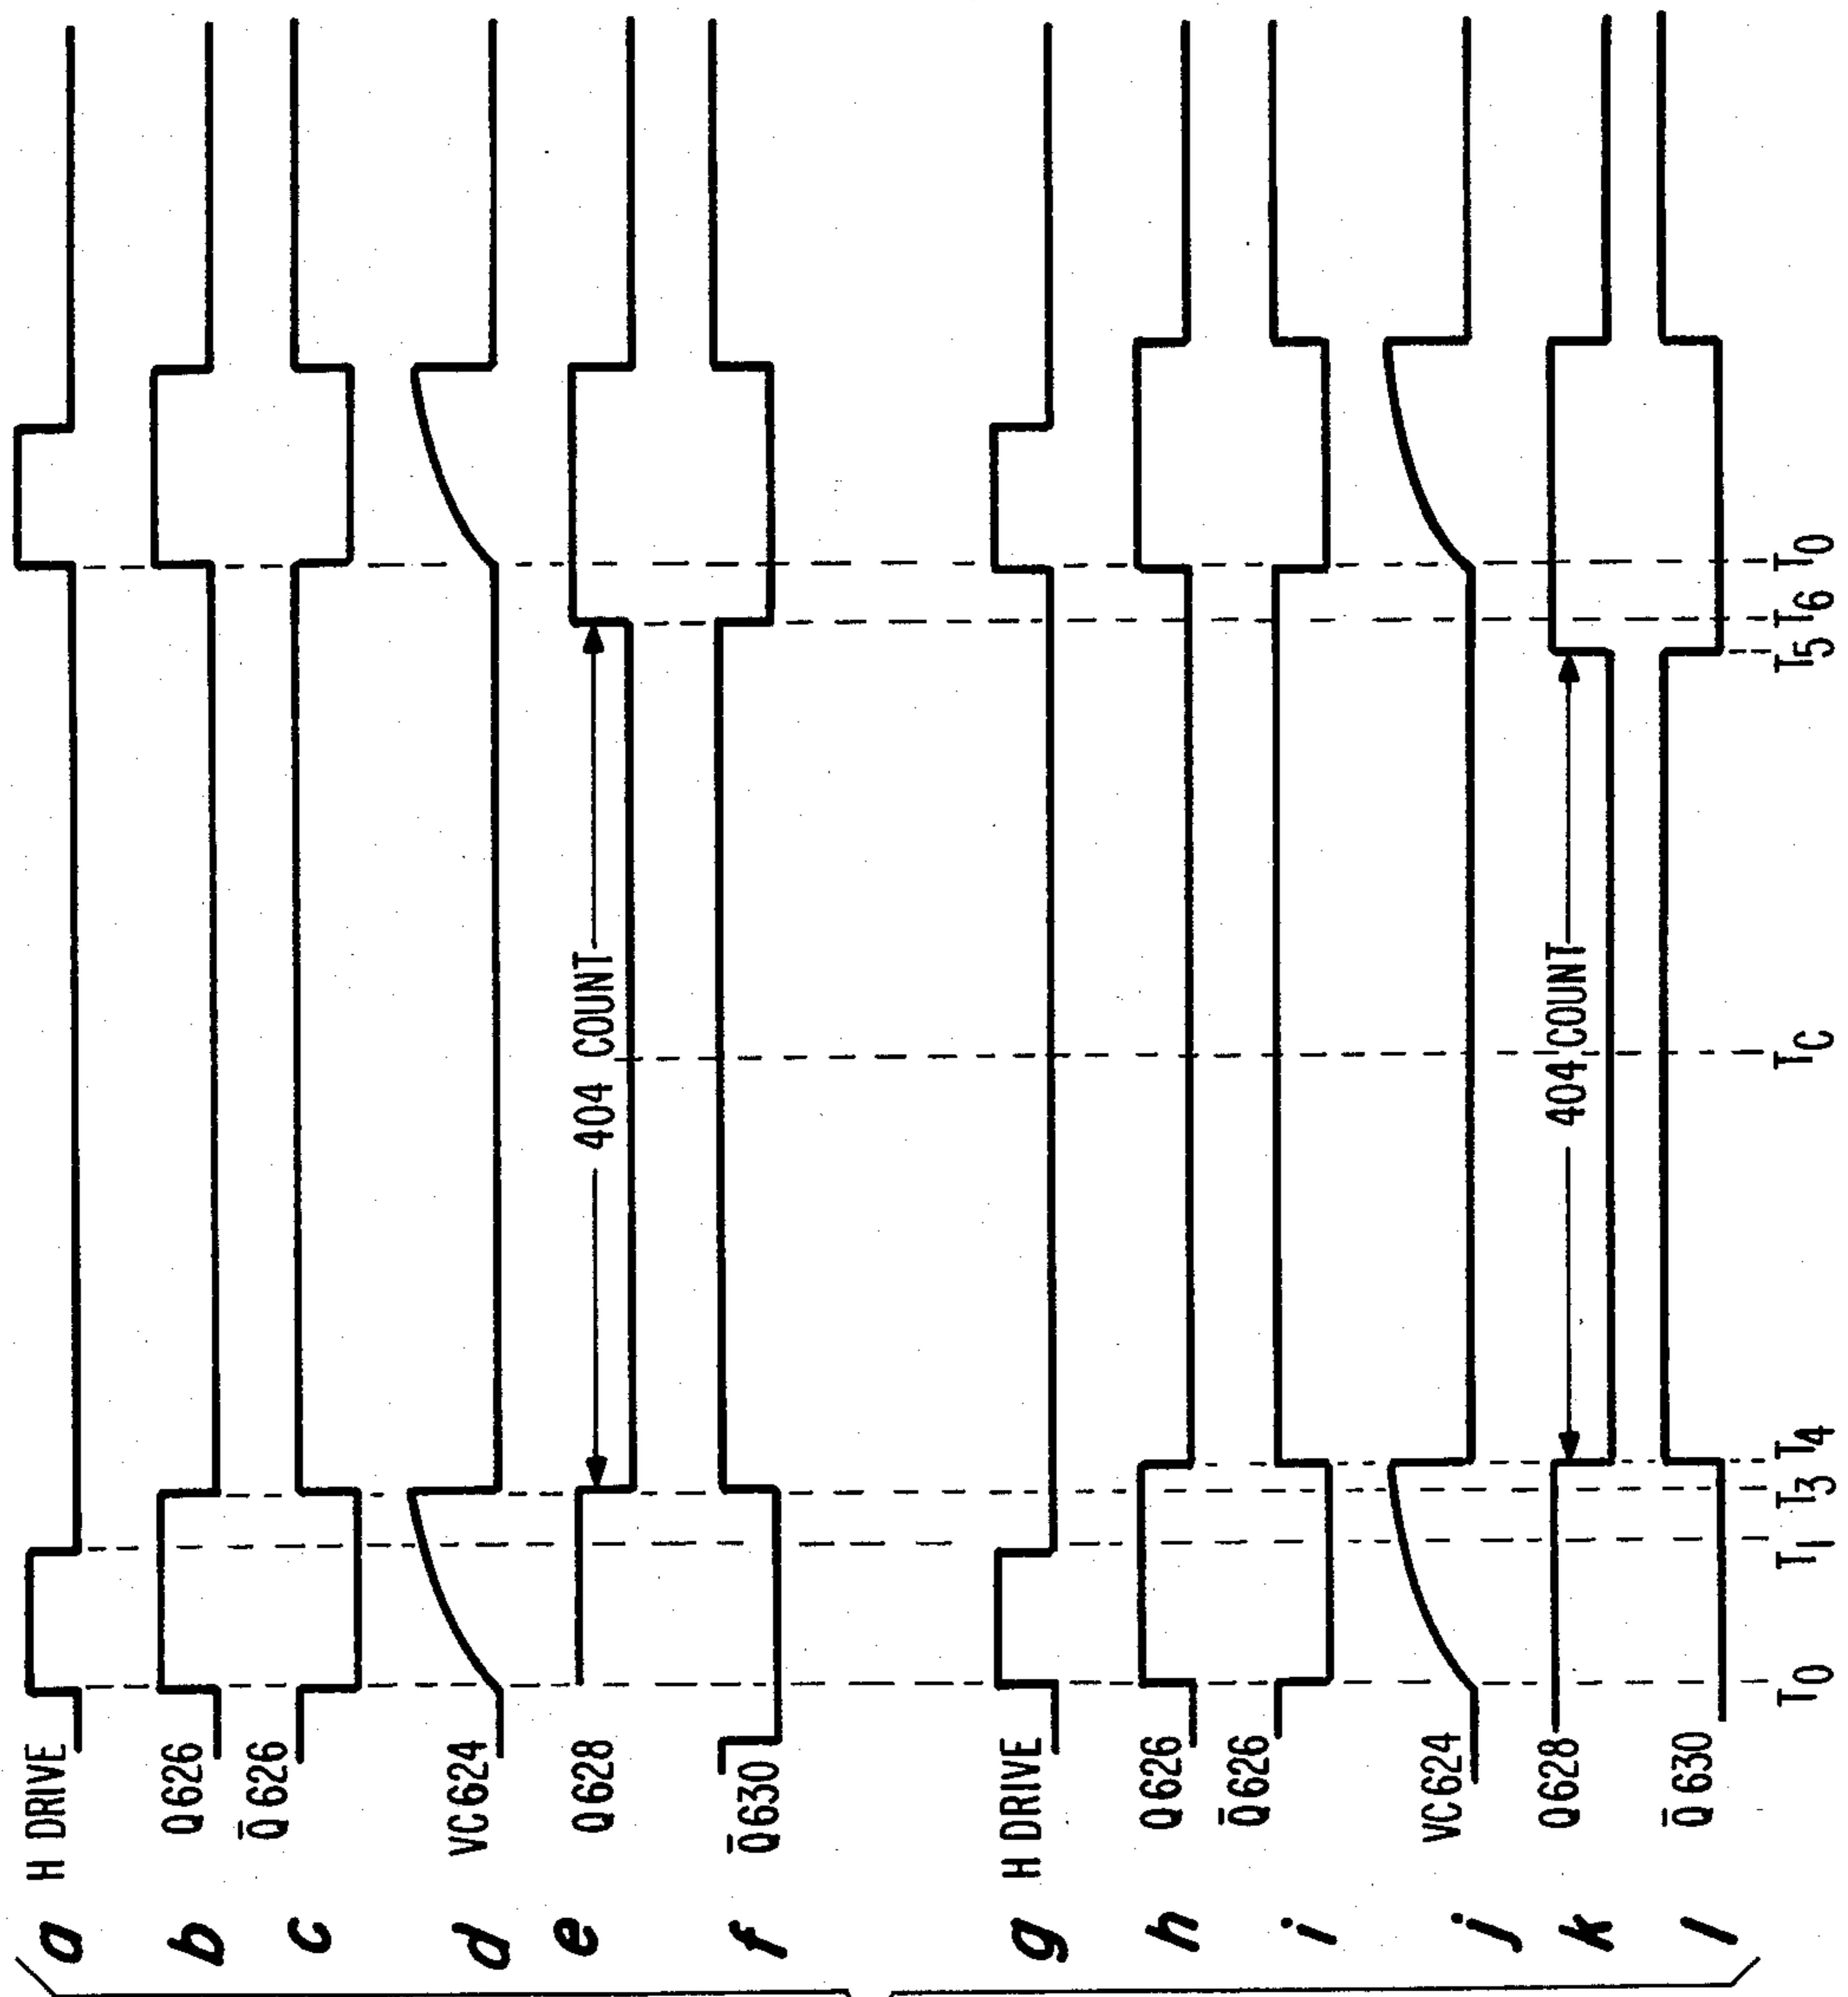 a H DRIVE
b Q626
c Q̄626
d VC624
e Q628 404 COUNT
f Q̄630
g H DRIVE
h Q626
i Q̄626
j VC624
k Q628 404 COUNT
l Q̄630
T0 T1 T3 T4 TC T5 T6 T0